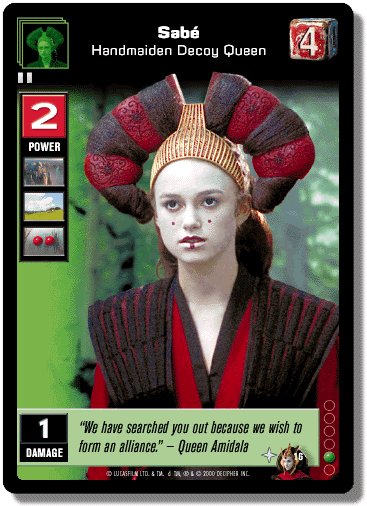 Sabé
Handmaiden Decoy Queen
4
2
POWER
1
DAMAGE
"We have searched you out because we wish to
form an alliance." – Queen Amidala
16
© LUCASFILM LTD. & TM. ® & © 2000 DECIPHER INC.